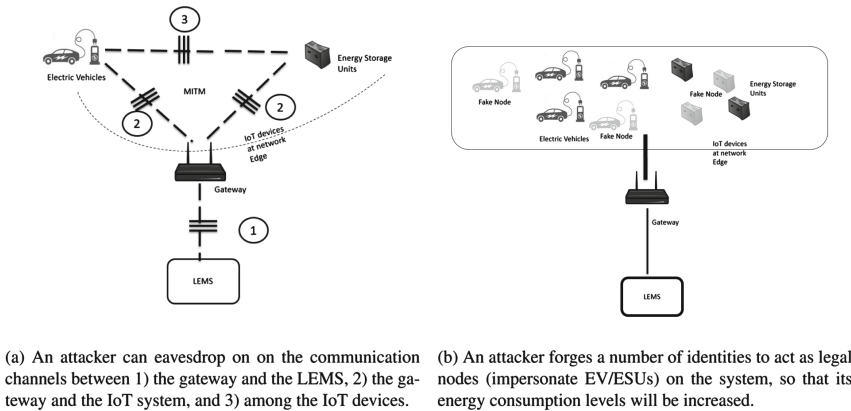 3
Electric Vehicles
Energy Storage
Units
MITM
2
2
IoT devices
at network
Edge
Gateway
1
LEMS
Fake Node
Electric Vehicles
Fake Node
Fake Node
Energy Storage
Units
IoT devices
at network
Edge
Gateway
LEMS
(a) An attacker can eavesdrop on on the communication
channels between 1) the gateway and the LEMS, 2) the ga-
teway and the IoT system, and 3) among the IoT devices.
(b) An attacker forges a number of identities to act as legal
nodes (impersonate EV/ESUs) on the system, so that its
energy consumption levels will be increased.